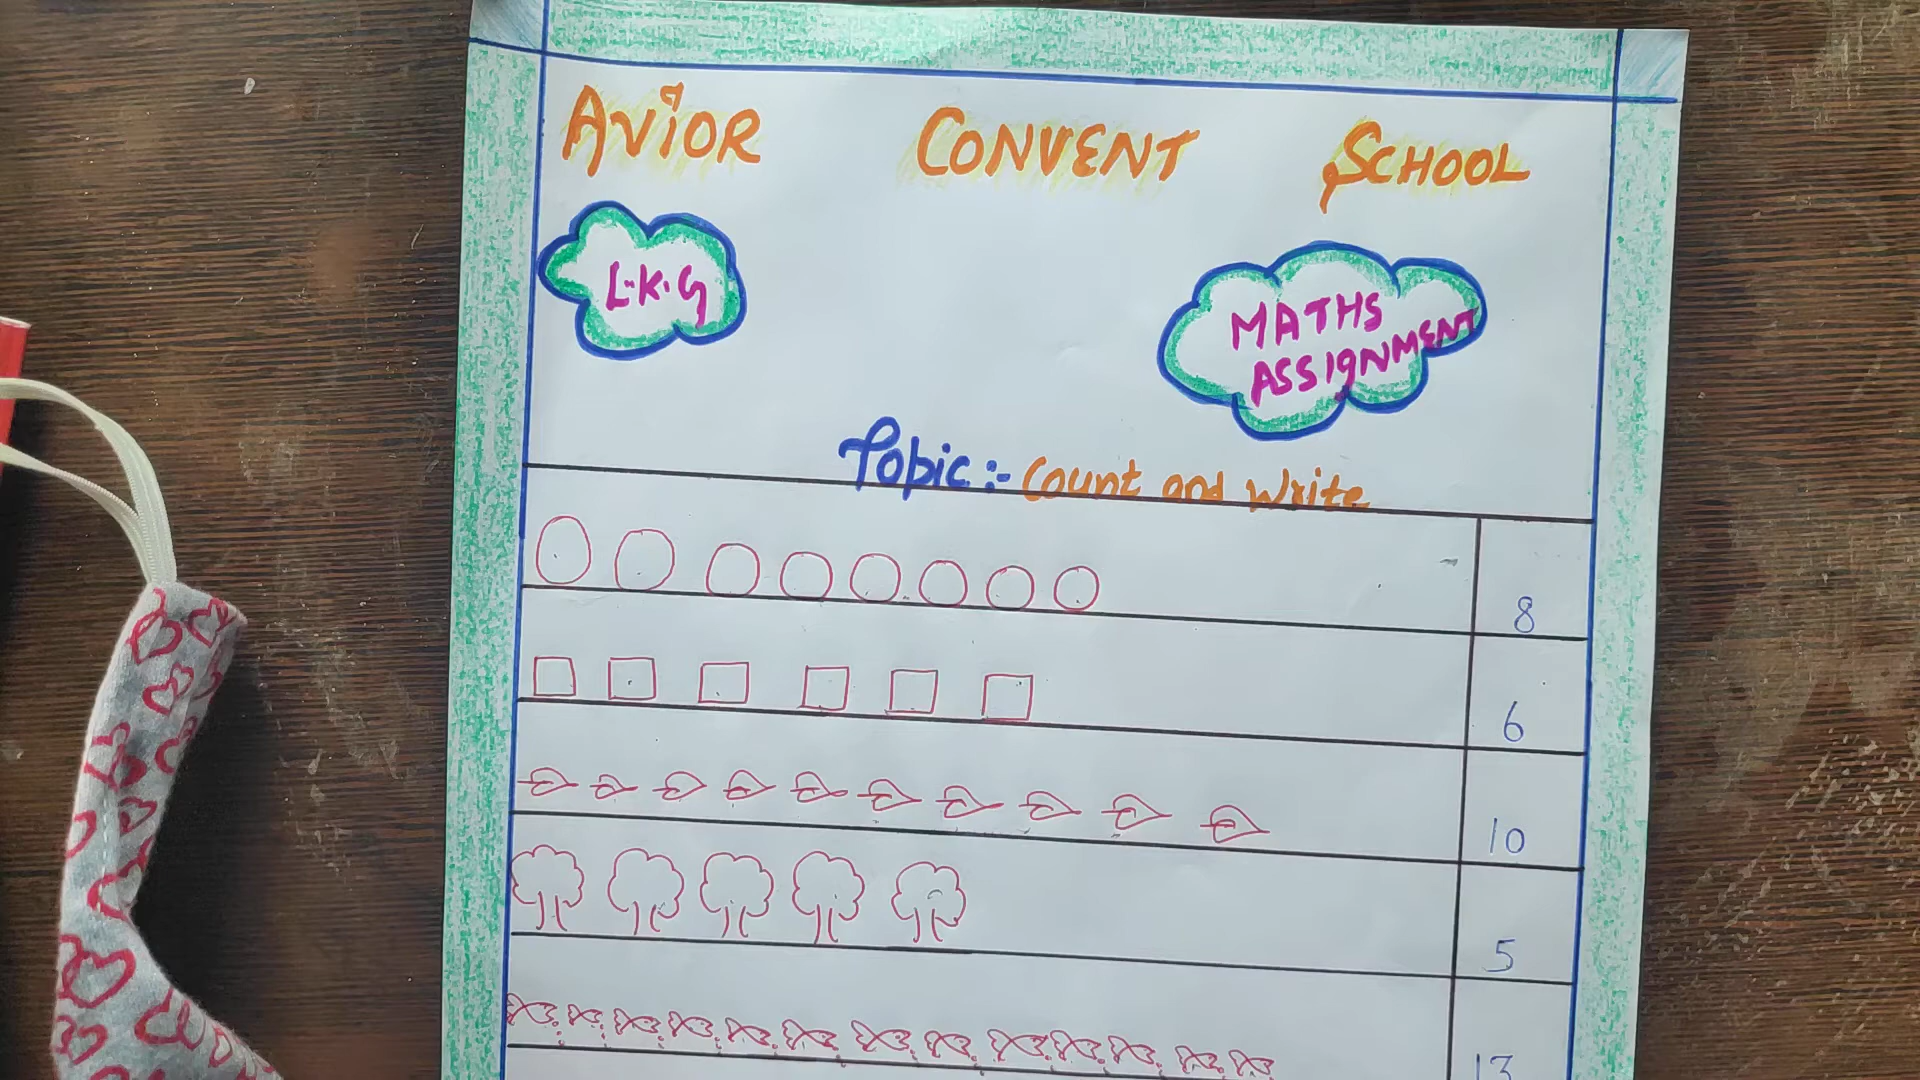 AViOR CONVENT SCHOOL
L.K.G
MATHS
ASSIGNMENT
Topic:- Count and Write
8
6
10
5
13